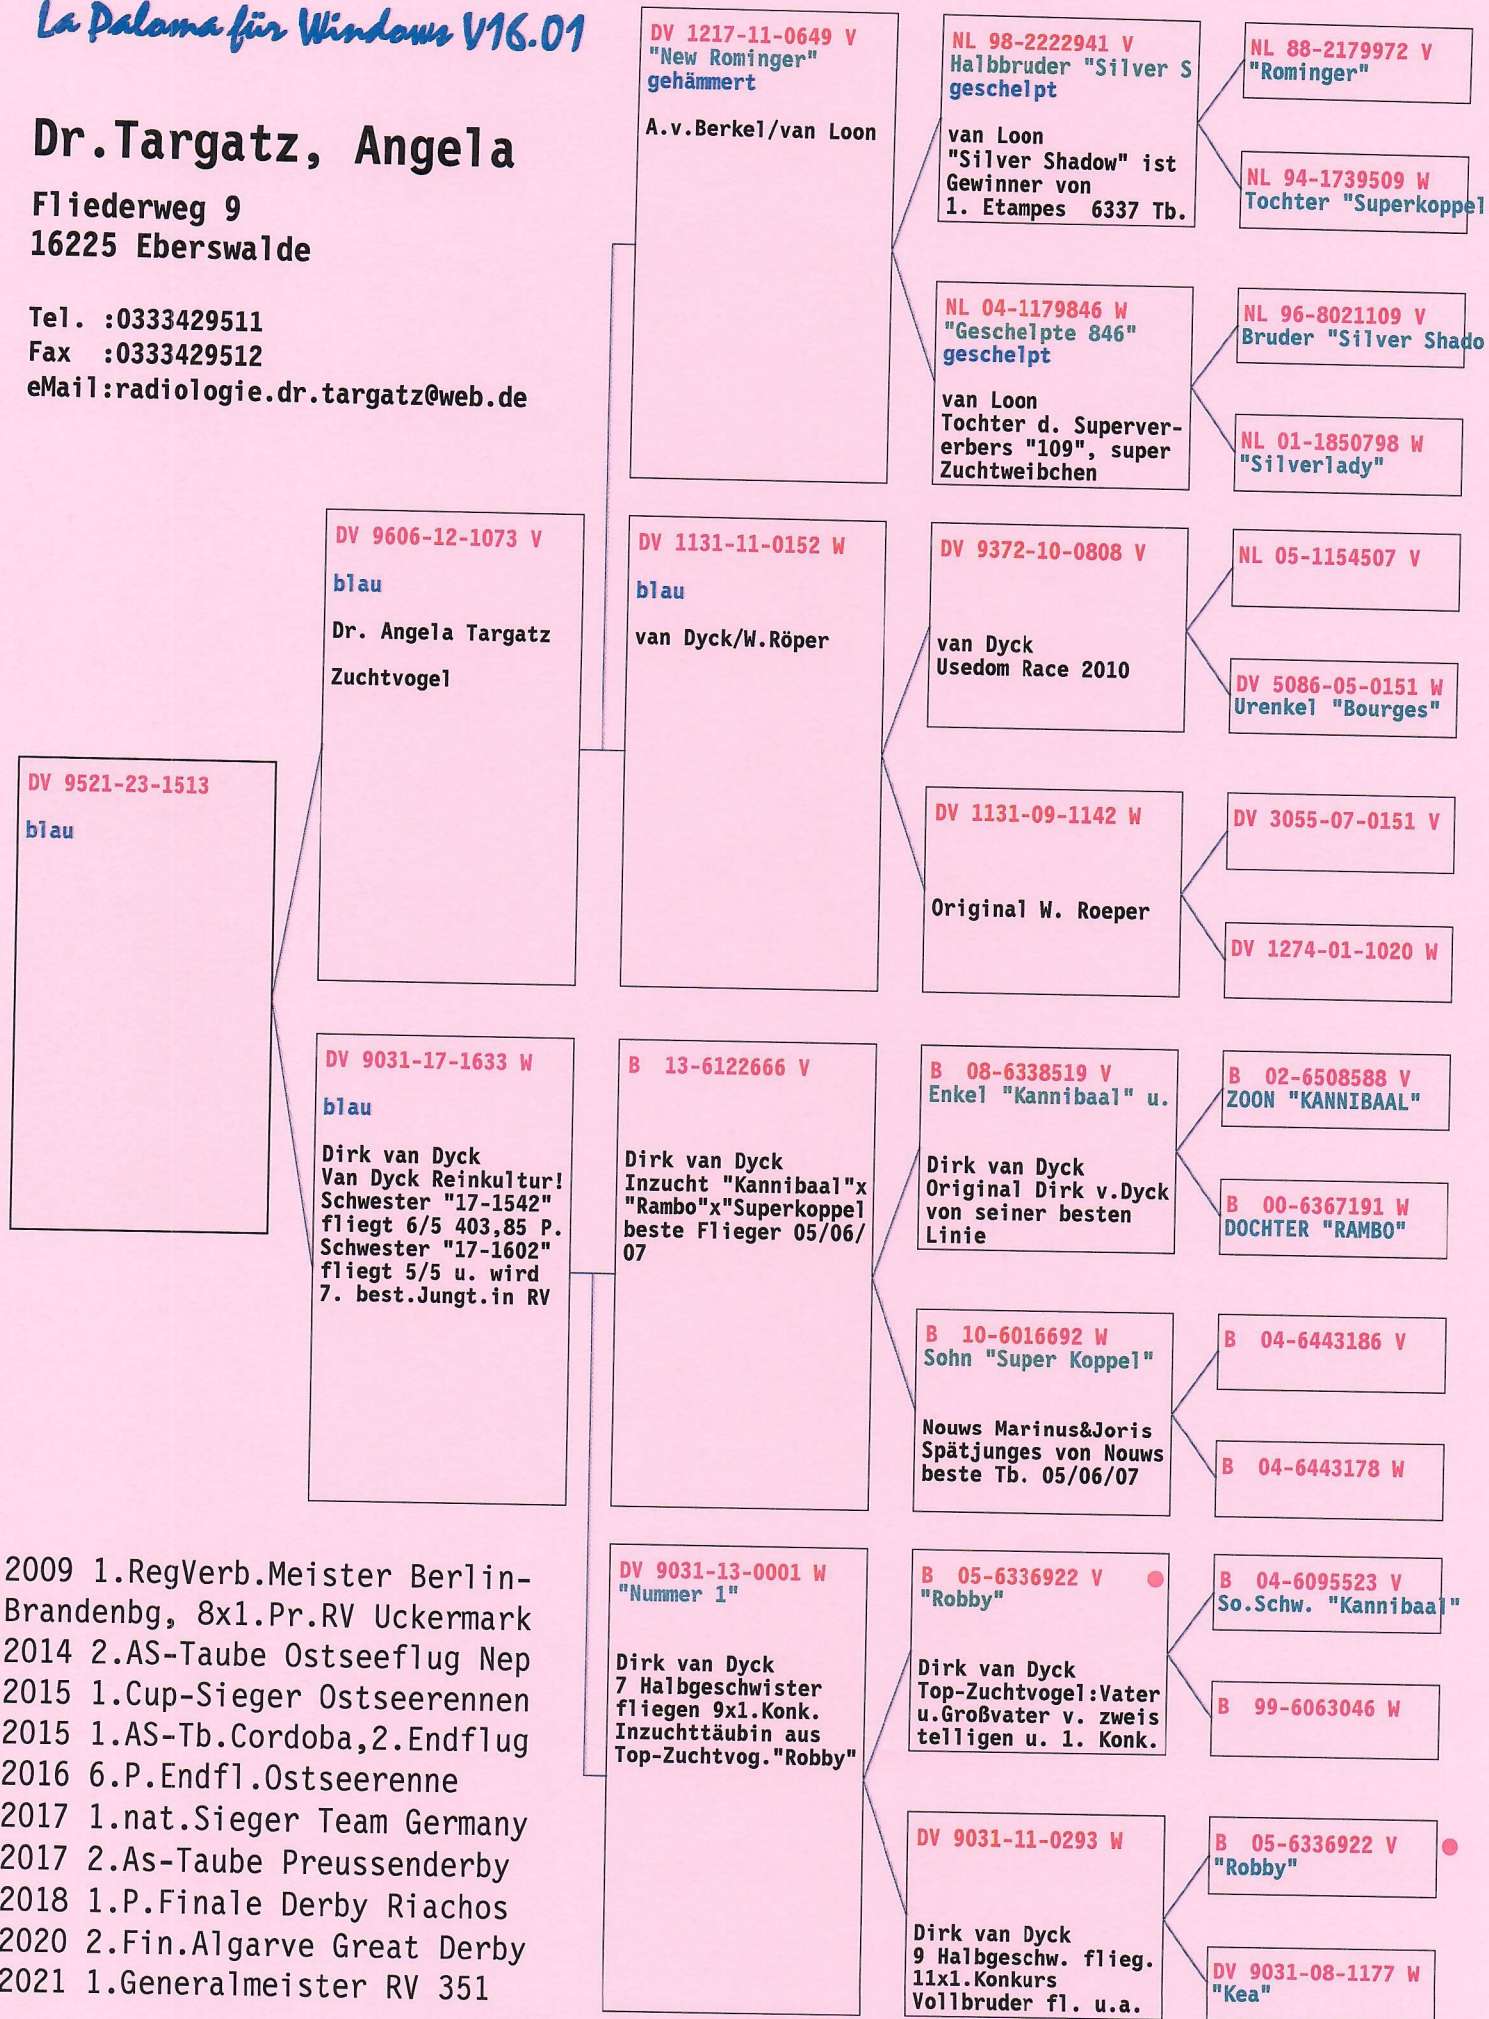 La Paloma für Windows V16.01
Dr.Targatz, Angela
Fliederweg 9
16225 Eberswalde
Tel. :0333429511
Fax  :0333429512
eMail:radiologie.dr.targatz@web.de
DV 9521-23-1513
blau
DV 9606-12-1073 V
blau
Dr. Angela Targatz
Zuchtvogel
DV 9031-17-1633 W
blau
Dirk van Dyck
Van Dyck Reinkultur!
Schwester "17-1542"
fliegt 6/5 403,85 P.
Schwester "17-1602"
fliegt 5/5 u. wird
7. best.Jungt.in RV
DV 1217-11-0649 V
"New Rominger"
gehämmert
A.v.Berkel/van Loon
DV 1131-11-0152 W
blau
van Dyck/W.Röper
B  13-6122666 V
Dirk van Dyck
Inzucht "Kannibaal"x
"Rambo"x"Superkoppel
beste Flieger 05/06/
07
DV 9031-13-0001 W
"Nummer 1"
Dirk van Dyck
7 Halbgeschwister
fliegen 9x1.Konk.
Inzuchttäubin aus
Top-Zuchtvog."Robby"
NL 98-2222941 V
Halbbruder "Silver S
geschelpt
van Loon
"Silver Shadow" ist
Gewinner von
1. Etampes  6337 Tb.
NL 04-1179846 W
"Geschelpte 846"
geschelpt
van Loon
Tochter d. Superver-
erbers "109", super
Zuchtweibchen
DV 9372-10-0808 V
van Dyck
Usedom Race 2010
DV 1131-09-1142 W
Original W. Roeper
B  08-6338519 V
Enkel "Kannibaal" u.
Dirk van Dyck
Original Dirk v.Dyck
von seiner besten
Linie
B  10-6016692 W
Sohn "Super Koppel"
Nouws Marinus&Joris
Spätjunges von Nouws
beste Tb. 05/06/07
B  05-6336922 V
"Robby"
Dirk van Dyck
Top-Zuchtvogel:Vater
u.Großvater v. zweis
telligen u. 1. Konk.
DV 9031-11-0293 W
Dirk van Dyck
9 Halbgeschw. flieg.
11x1.Konkurs
Vollbruder fl. u.a.
NL 88-2179972 V
"Rominger"
NL 94-1739509 W
Tochter "Superkoppel
NL 96-8021109 V
Bruder "Silver Shado
NL 01-1850798 W
"Silverlady"
NL 05-1154507 V
DV 5086-05-0151 W
Urenkel "Bourges"
DV 3055-07-0151 V
DV 1274-01-1020 W
B  02-6508588 V
ZOON "KANNIBAAL"
B  00-6367191 W
DOCHTER "RAMBO"
B  04-6443186 V
B  04-6443178 W
B  04-6095523 V
So.Schw. "Kannibaal"
B  99-6063046 W
B  05-6336922 V
"Robby"
DV 9031-08-1177 W
"Kea"
2009 1.RegVerb.Meister Berlin-
Brandenbg, 8x1.Pr.RV Uckermark
2014 2.AS-Taube Ostseeflug Nep
2015 1.Cup-Sieger Ostseerennen
2015 1.AS-Tb.Cordoba,2.Endflug
2016 6.P.Endfl.Ostseerenne
2017 1.nat.Sieger Team Germany
2017 2.As-Taube Preussenderby
2018 1.P.Finale Derby Riachos
2020 2.Fin.Algarve Great Derby
2021 1.Generalmeister RV 351